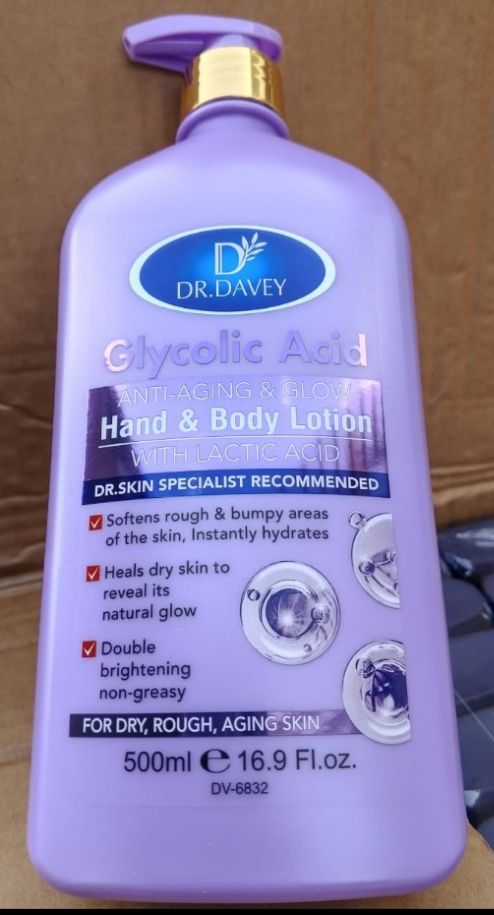 D
DR.DAVEY
Glycolic Acid
ANTI-AGING & GLOW
Hand & Body Lotion
WITH LACTIC ACID
DR.SKIN SPECIALIST RECOMMENDED
Softens rough & bumpy areas
of the skin, Instantly hydrates
Heals dry skin to
reveal its
natural glow
Double
brightening
non-greasy
FOR DRY, ROUGH, AGING SKIN
500ml ℮ 16.9 Fl.oz.
DV-6832